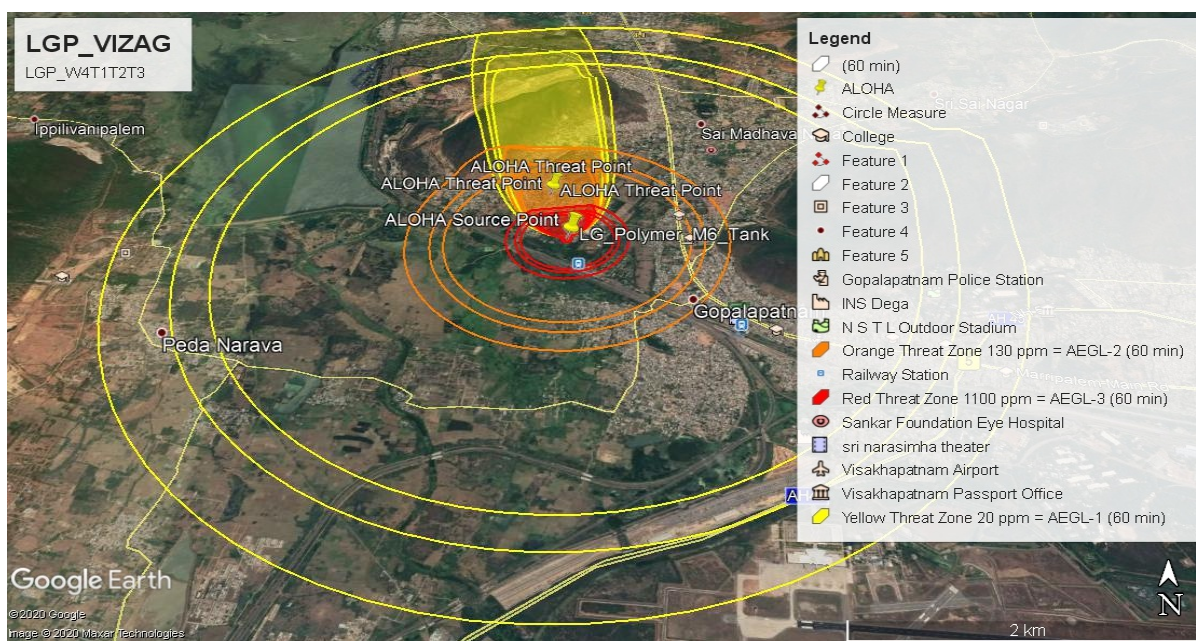 LGP_VIZAG
LGP_W4T1T2T3
Legend
(60 min)
ALOHA
Circle Measure
College
Feature 1
Feature 2
Feature 3
Feature 4
Feature 5
Gopalapatnam Police Station
INS Dega
N S T L Outdoor Stadium
Orange Threat Zone 130 ppm = AEGL-2 (60 min)
Railway Station
Red Threat Zone 1100 ppm = AEGL-3 (60 min)
Sankar Foundation Eye Hospital
sri narasimha theater
Visakhapatnam Airport
Visakhapatnam Passport Office
Yellow Threat Zone 20 ppm = AEGL-1 (60 min)
Sri Sai Nagar
Ippilivanipalem
Sai Madhava
ALOHA Threat Point
ALOHA Threat Point
ALOHA Threat Point
ALOHA Source Point
LG_Polymer_M6_Tank
Gopalapatn
Peda Narava
AH
Google Earth
©2020 Google
Image © 2020 Maxar Technologies
N
2 km